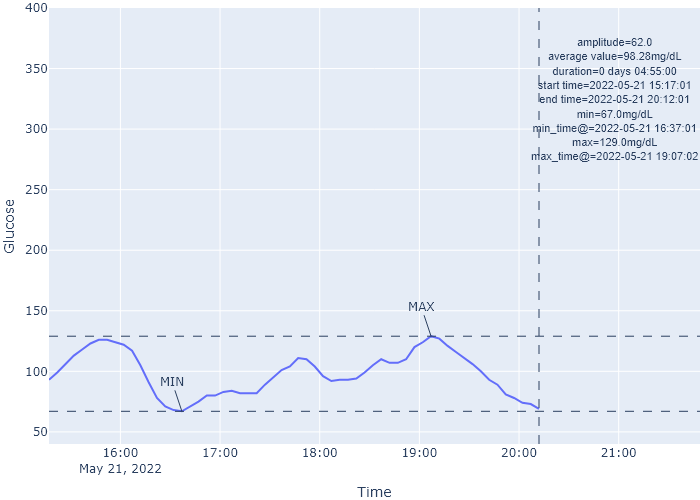 400
350
300
250
200
150
100
50
Glucose
amplitude=62.0
average value=98.28mg/dL
duration=0 days 04:55:00
start time=2022-05-21 15:17:01
end time=2022-05-21 20:12:01
min=67.0mg/dL
min_time@=2022-05-21 16:37:01
max=129.0mg/dL
max_time@=2022-05-21 19:07:02
MAX
MIN
16:00 17:00 18:00 19:00 20:00 21:00
May 21, 2022
Time